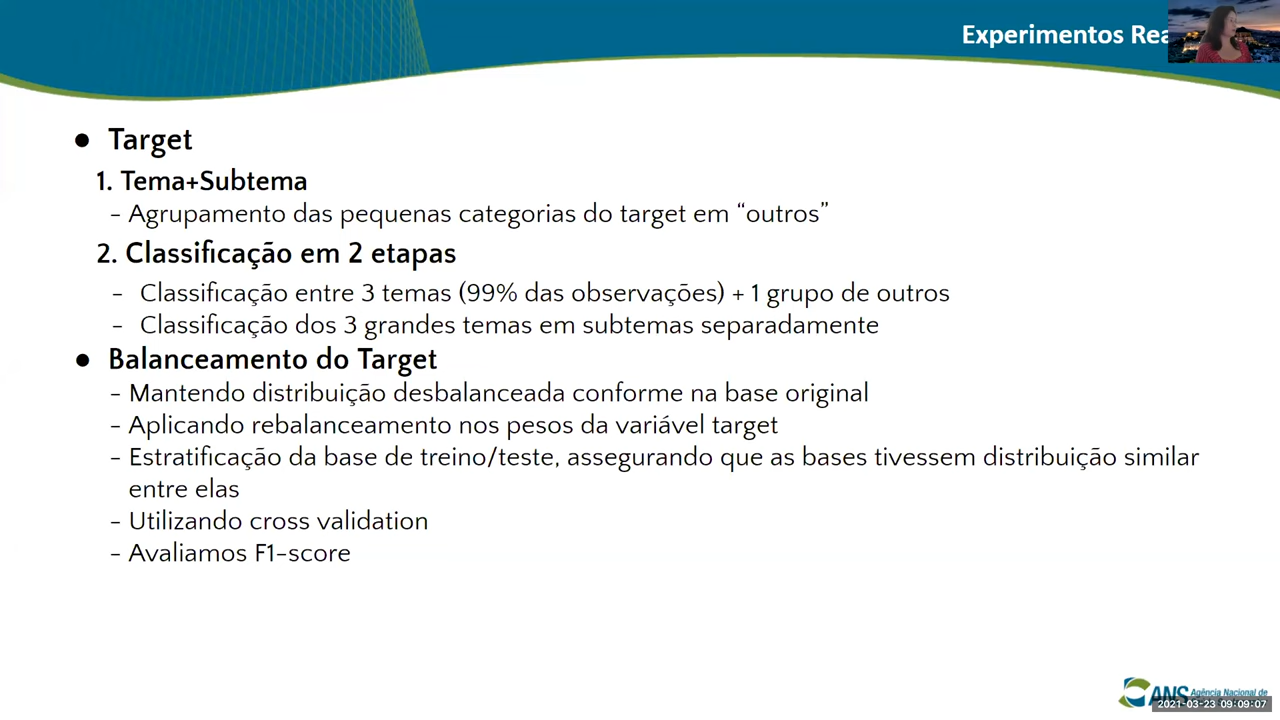 Experimentos
● Target
1. Tema+Subtema
- Agrupamento das pequenas categorias do target em “outros”
2. Classificação em 2 etapas
- Classificação entre 3 temas (99% das observações) + 1 grupo de outros
- Classificação dos 3 grandes temas em subtemas separadamente
● Balanceamento do Target
- Mantendo distribuição desbalanceada conforme na base original
- Aplicando rebalanceamento nos pesos da variável target
- Estratificação da base de treino/teste, assegurando que as bases tivessem distribuição similar
entre elas
- Utilizando cross validation
- Avaliamos F1-score
ANS Agência Nacional de
2021-03-23 09:09:07